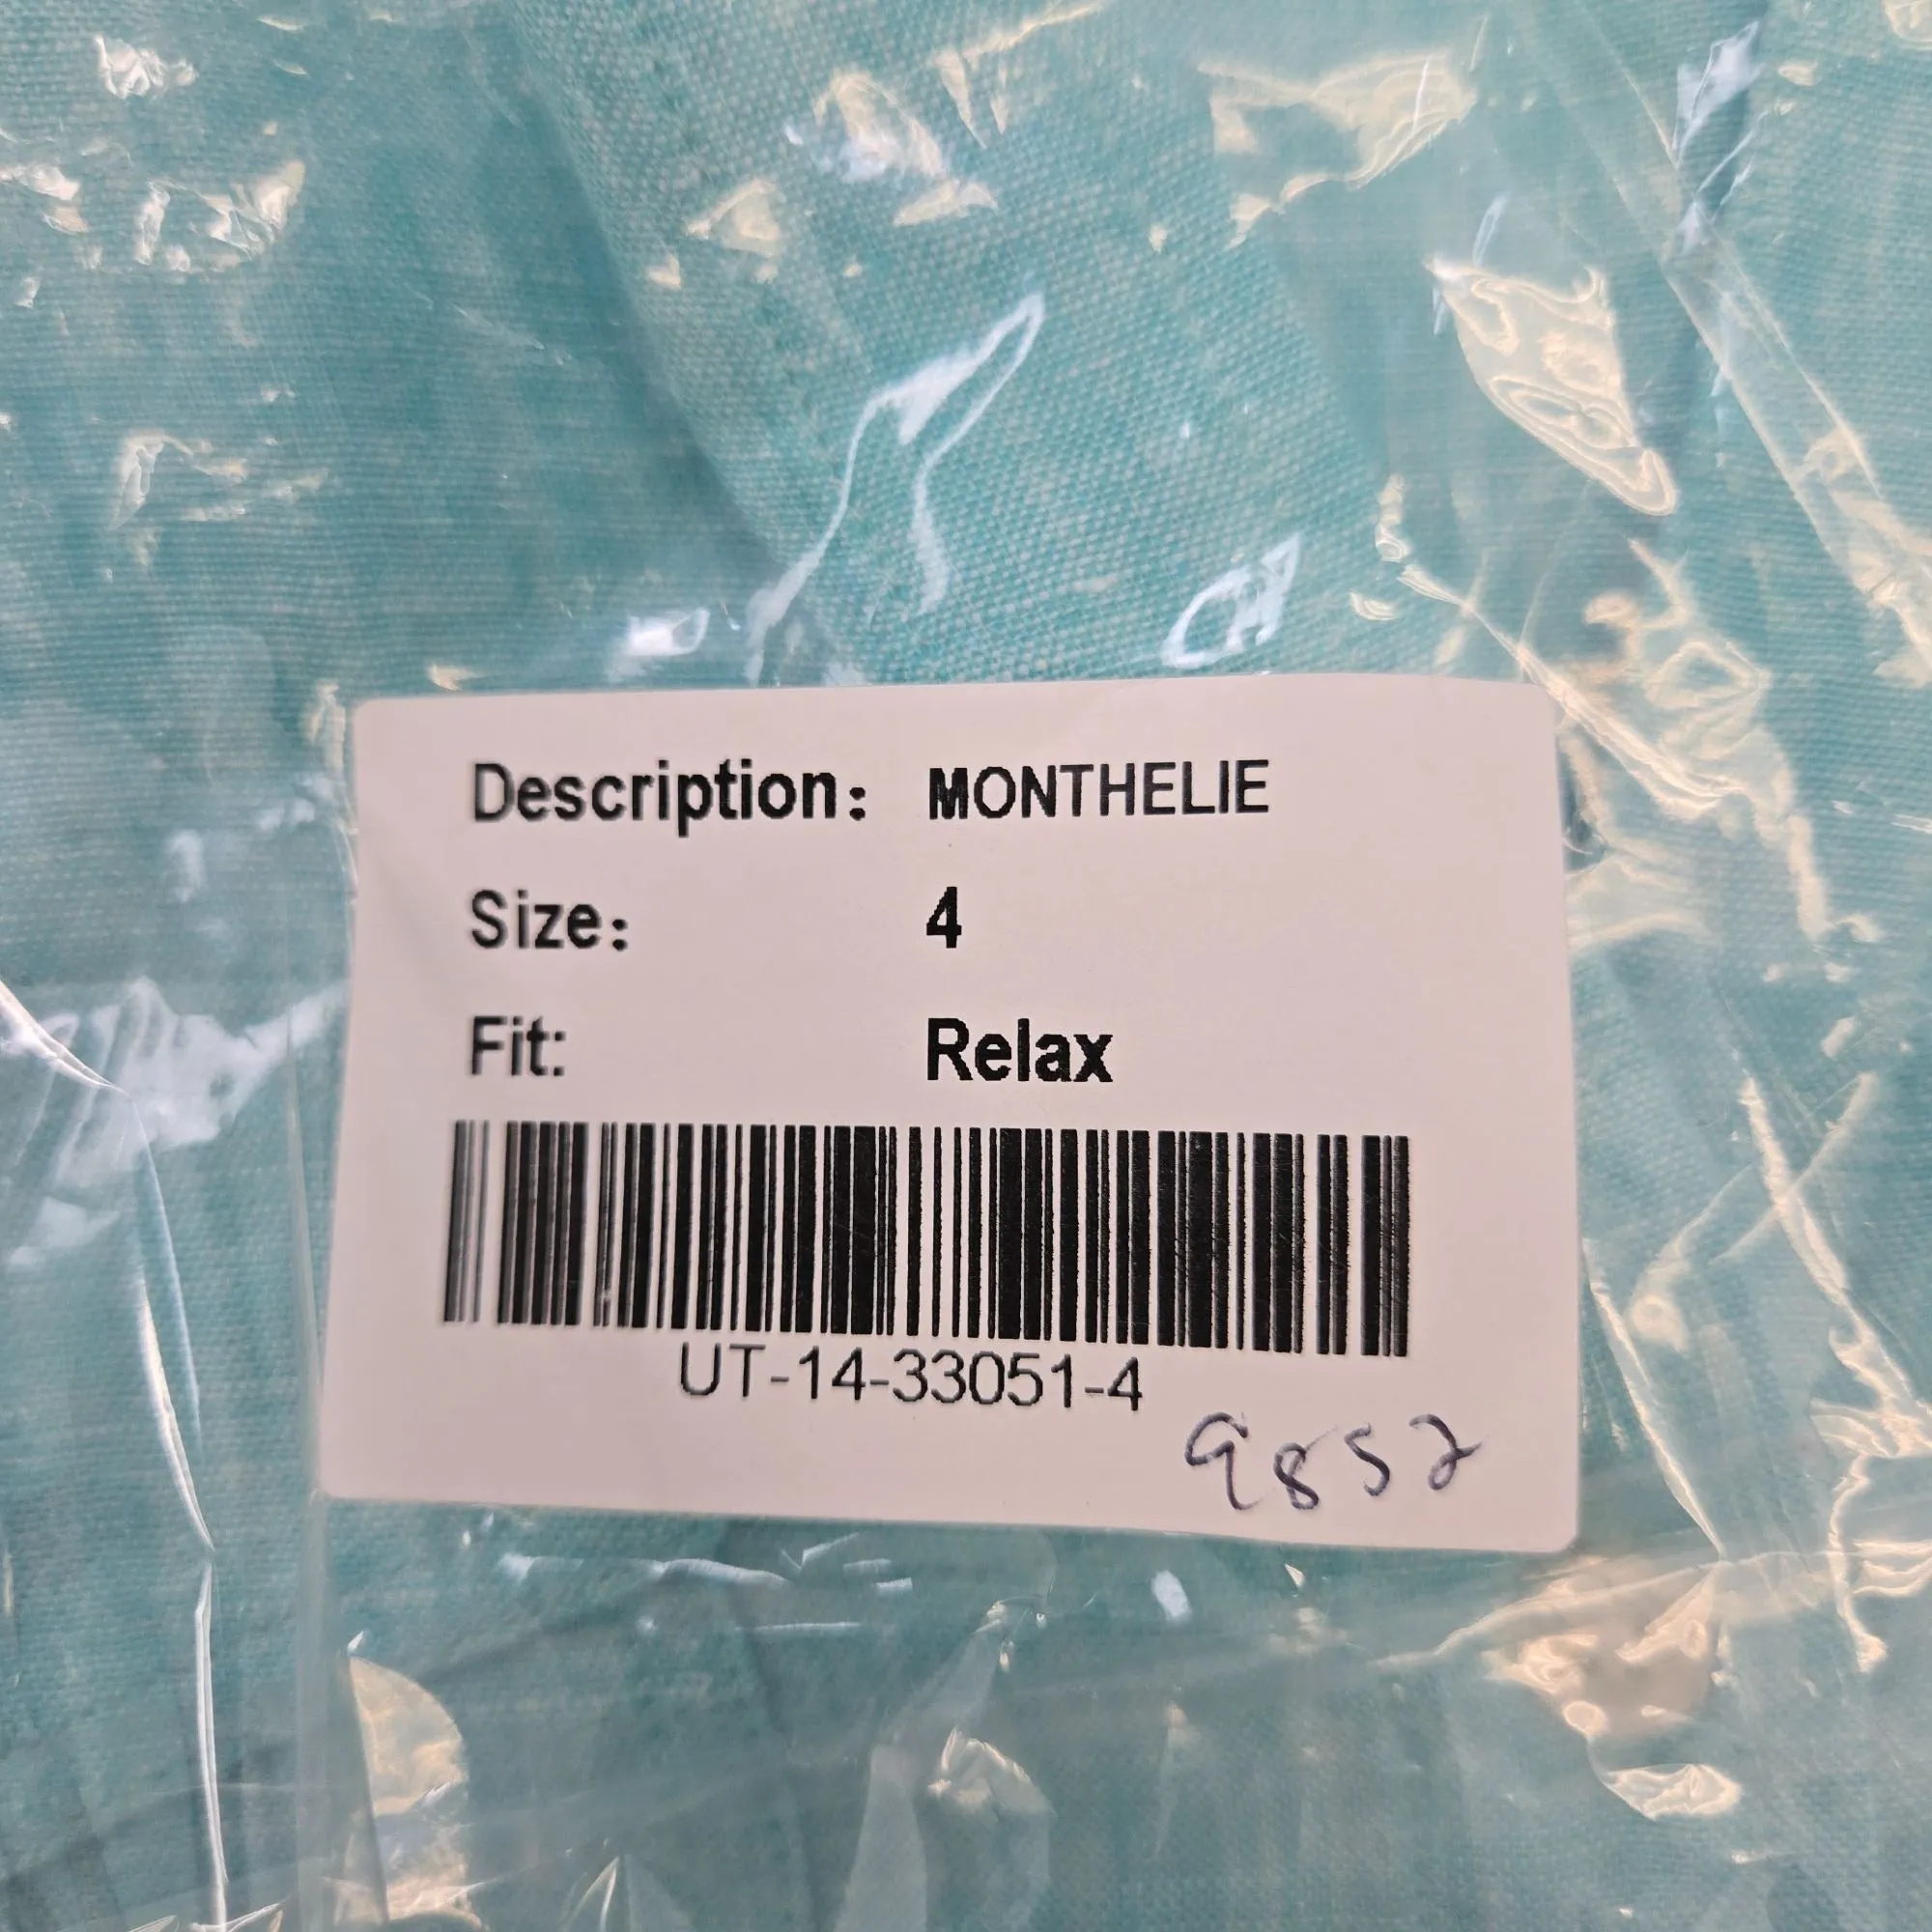 Description: MONTHELIE
Size: 4
Fit: Relax
UT-14-33051-4
9852